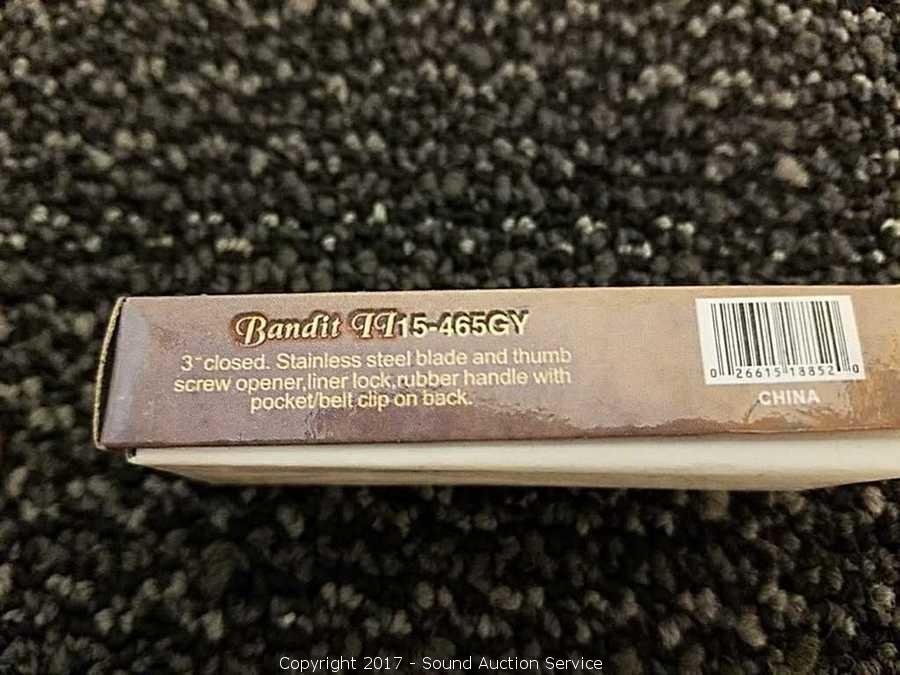 Bandit II 15-465GY
3"closed. Stainless steel blade and thumb
screw opener,liner lock,rubber handle with
pocket/belt clip on back.
0 26615 18852 0
CHINA
Copyright 2017 - Sound Auction Service